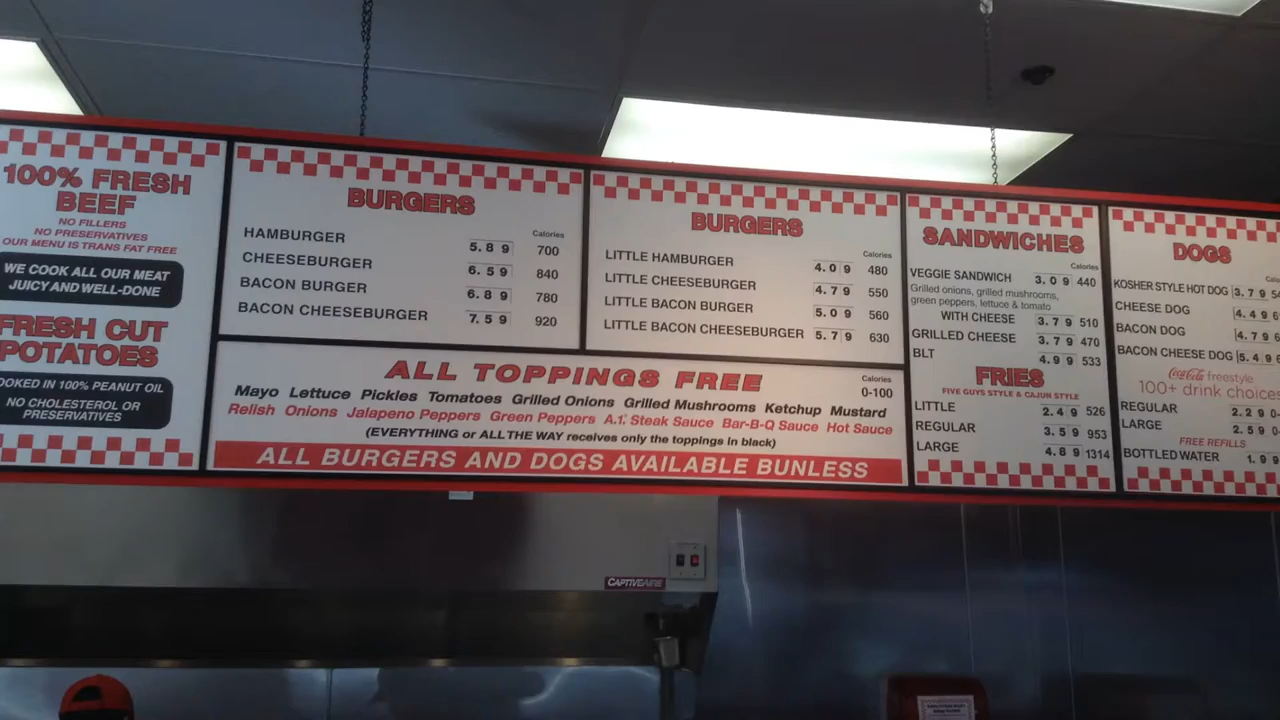 100% FRESH
BEEF
NO FILLERS
NO PRESERVATIVES
OUR MENU IS TRANS FAT FREE
WE COOK ALL OUR MEAT
JUICY AND WELL-DONE
FRESH CUT
POTATOES
OOKED IN 100% PEANUT OIL
NO CHOLESTEROL OR
PRESERVATIVES
BURGERS
Calories
HAMBURGER 5.89 700
CHEESEBURGER 6.59 840
BACON BURGER 6.89 780
BACON CHEESEBURGER 7.59 920
BURGERS
Calories
LITTLE HAMBURGER 4.09 480
LITTLE CHEESEBURGER 4.79 550
LITTLE BACON BURGER 5.09 560
LITTLE BACON CHEESEBURGER 5.79 630
ALL TOPPINGS FREE
Calories
0-100
Mayo Lettuce Pickles Tomatoes Grilled Onions Grilled Mushrooms Ketchup Mustard
Relish Onions Jalapeno Peppers Green Peppers A.1. Steak Sauce Bar-B-Q Sauce Hot Sauce
(EVERYTHING or ALL THE WAY receives only the toppings in black)
ALL BURGERS AND DOGS AVAILABLE BUNLESS
SANDWICHES
Calories
VEGGIE SANDWICH 3.09 440
Grilled onions, grilled mushrooms,
green peppers, lettuce & tomato
WITH CHEESE 3.79 510
GRILLED CHEESE 3.79 470
BLT 4.99 533
FRIES
FIVE GUYS STYLE & CAJUN STYLE
LITTLE 2.49 526
REGULAR 3.59 953
LARGE 4.89 1314
DOGS
Calories
KOSHER STYLE HOT DOG 3.79 54
CHEESE DOG 4.49 6
BACON DOG 4.79 6
BACON CHEESE DOG 5.49 6
Coca-Cola freestyle
100+ drink choices
REGULAR 2.29 0-
LARGE 2.59 0-
FREE REFILLS
BOTTLED WATER 1.99
CAPTIVEAIRE